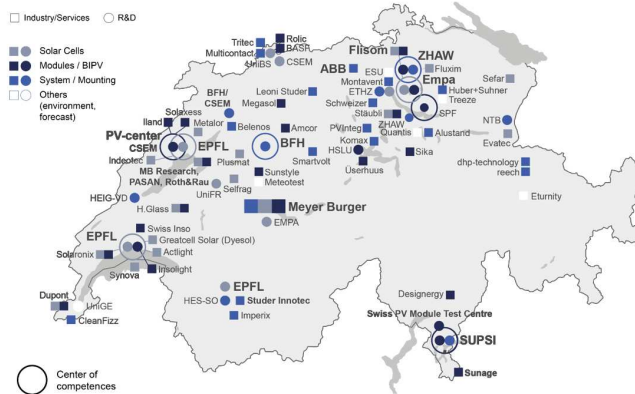 Industry/Services
R&D
Solar Cells
Modules / BIPV
System / Mounting
Others
(environment,
forecast)
Tritec
Rolic
BASF
Multicontact
UniBS
CSEM
Flisom
ZHAW
ABB
ESU
Fluxim
Montavent
Empa
Sefar
BFH/
CSEM
Leoni Studer
ETHZ
Huber+Suhner
Treeze
Solaxess
Iland
Metalor
Megasol
Schweizer
Stäubli
SPF
PV-center
CSEM
Belenos
Amcor
PVInteg
ZHAW
Quantis
Alustand
NTB
EPFL
BFH
Komax
Evatec
Indeotec
Plusmat
Smartvolt
HSLU
Sika
dhp-technology
MB Research,
PASAN, Roth&Rau
Sunstyle
Üserhuus
reech
Meteotest
Selfrag
UniFR
HEIG-VD
Eturnity
H.Glass
Meyer Burger
EMPA
Swiss Inso
EPFL
Greatcell Solar (Dyesol)
Solaronix
Actlight
Insolight
Synova
EPFL
Designergy
Dupont
UniGE
HES-SO
Studer Innotec
CleanFizz
Imperix
Swiss PV Module Test Centre
SUPSI
Sunage
Center of
competences